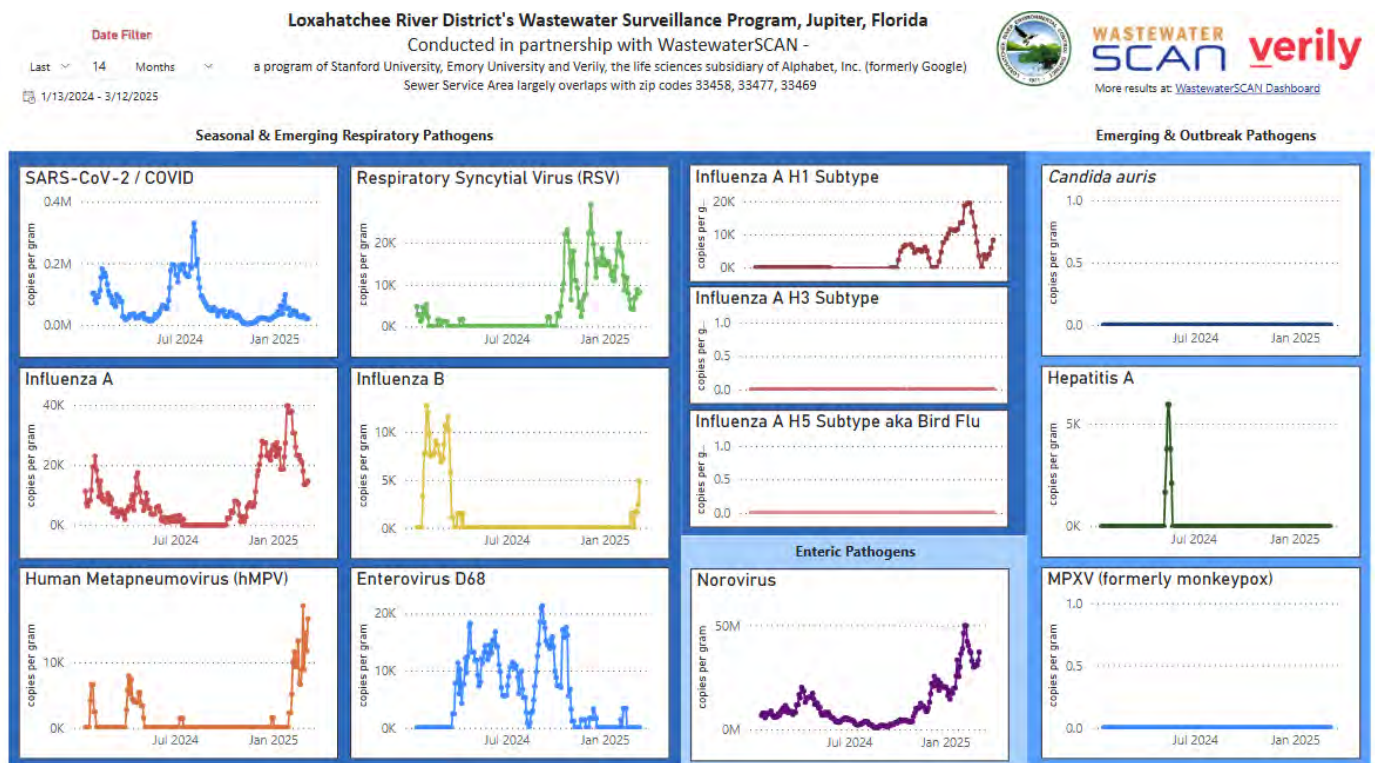 Loxahatchee River District's Wastewater Surveillance Program, Jupiter, Florida
Conducted in partnership with WastewaterSCAN -
a program of Stanford University, Emory University and Verily, the life sciences subsidiary of Alphabet, Inc. (formerly Google)
Sewer Service Area largely overlaps with zip codes 33458, 33477, 33469
Date Filter
Last 14 Months
1/13/2024 - 3/12/2025
WASTEWATER
SCAN
verily
More results at: WastewaterSCAN Dashboard
Seasonal & Emerging Respiratory Pathogens
SARS-CoV-2 / COVID
copies per gram
0.4M
0.2M
0.0M
Jul 2024 Jan 2025
Respiratory Syncytial Virus (RSV)
copies per gram
20K
10K
0K
Jul 2024 Jan 2025
Influenza A H1 Subtype
copies per g...
20K
10K
0K
Influenza A H3 Subtype
copies per g...
1.0
0.5
0.0
Influenza A H5 Subtype aka Bird Flu
copies per g...
1.0
0.5
0.0
Influenza A
copies per gram
40K
20K
0K
Jul 2024 Jan 2025
Influenza B
copies per gram
10K
5K
0K
Jul 2024 Jan 2025
Human Metapneumovirus (hMPV)
copies per gram
10K
0K
Jul 2024 Jan 2025
Enterovirus D68
copies per gram
20K
10K
0K
Jul 2024 Jan 2025
Enteric Pathogens
Norovirus
copies per gram
50M
0M
Jul 2024 Jan 2025
Emerging & Outbreak Pathogens
Candida auris
copies per gram
1.0
0.5
0.0
Jul 2024 Jan 2025
Hepatitis A
copies per gram
5K
0K
Jul 2024 Jan 2025
MPXV (formerly monkeypox)
copies per gram
1.0
0.5
0.0
Jul 2024 Jan 2025